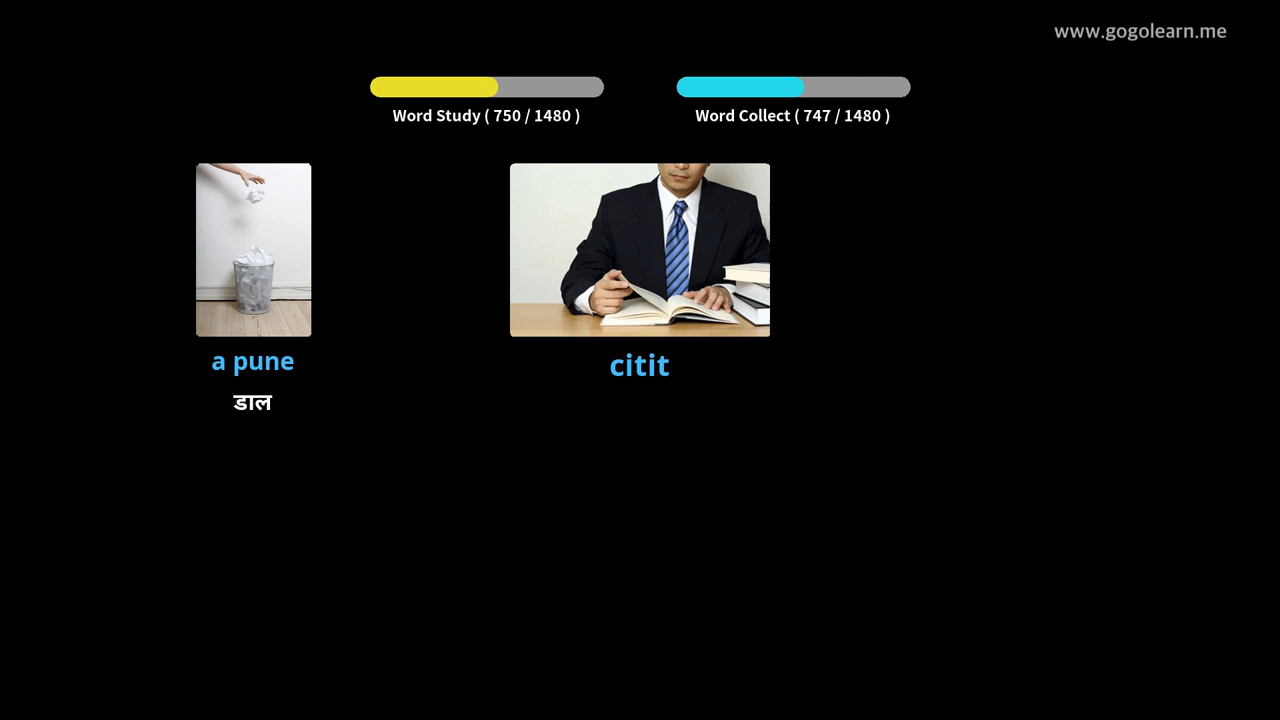 www.gogolearn.me
Word Study ( 750 / 1480 )
Word Collect ( 747 / 1480 )
a pune
डाल
citit